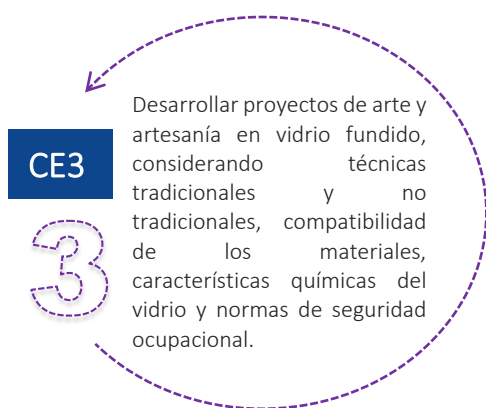 CE3
3
Desarrollar proyectos de arte y
artesanía en vidrio fundido,
considerando técnicas
tradicionales y no
tradicionales, compatibilidad
de los materiales,
características químicas del
vidrio y normas de seguridad
ocupacional.